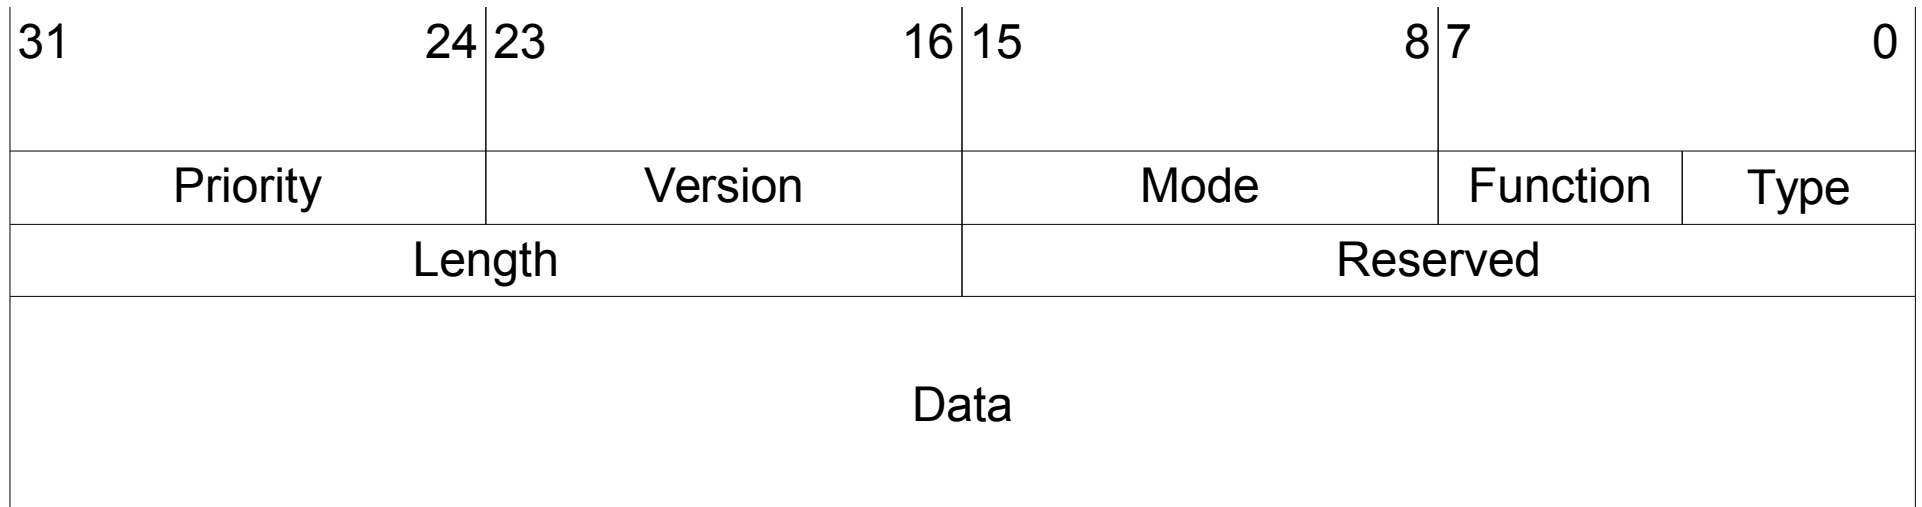 31 24 23 16 15 8 7 0
Priority Version Mode Function Type
Length Reserved
Data